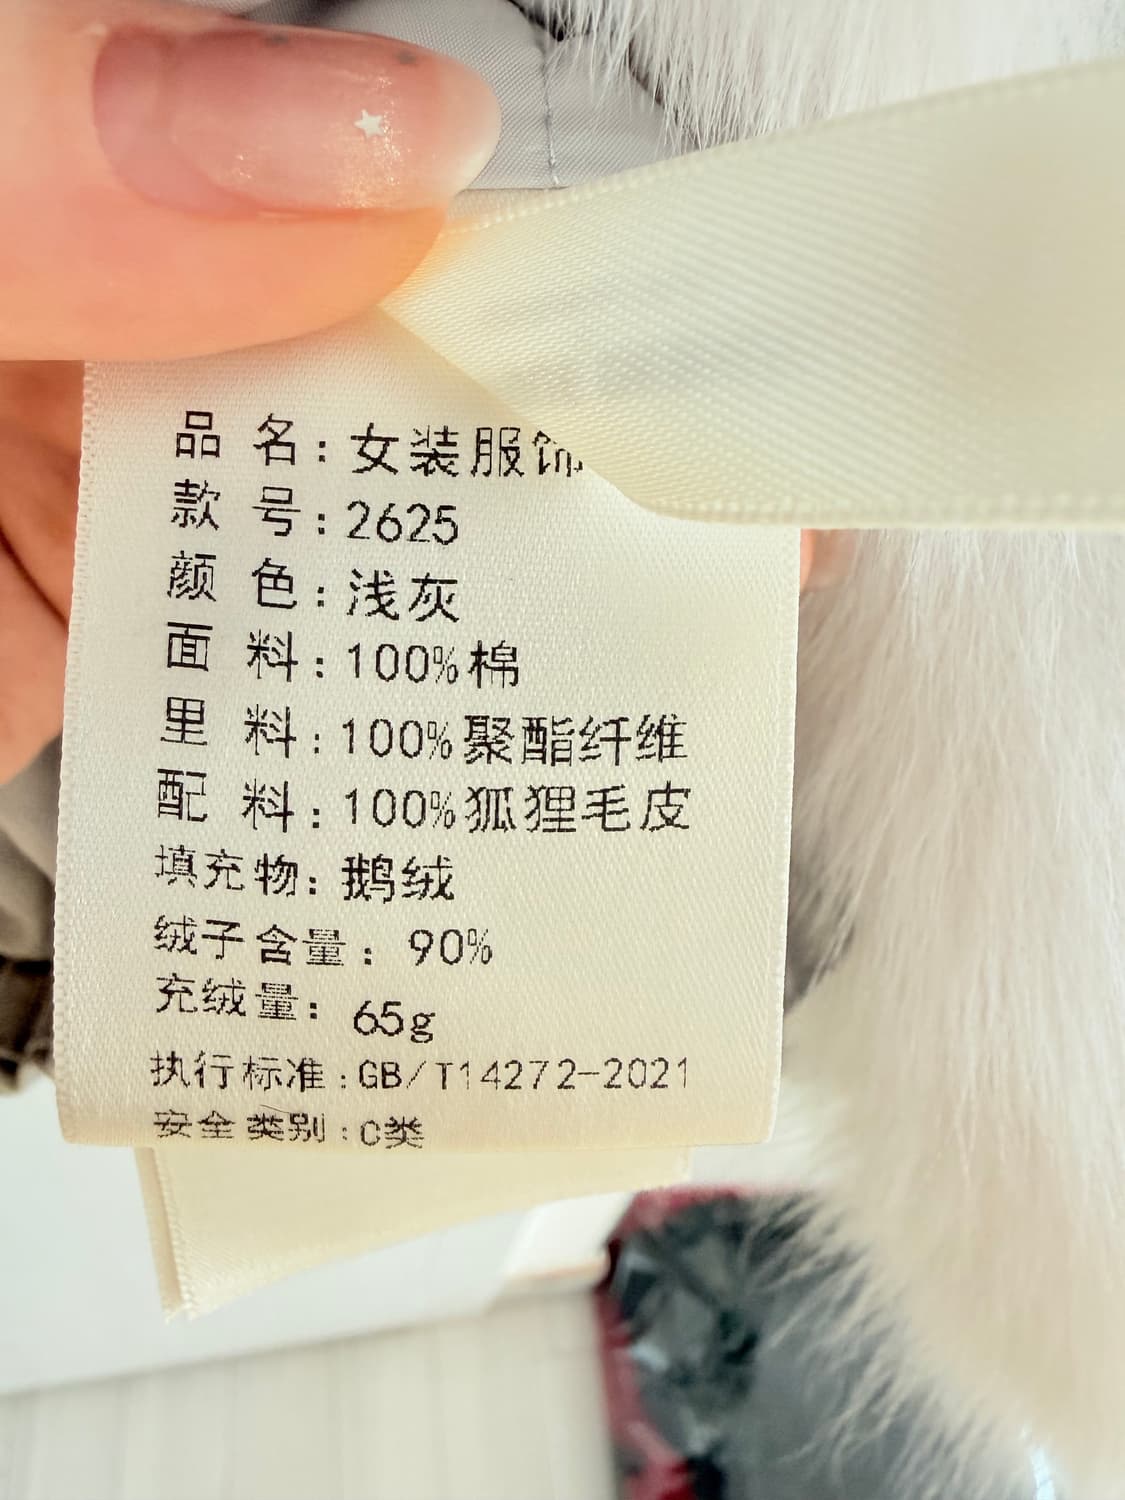 品 名：女装服饰
款 号：2625
颜 色：浅灰
面 料：100%棉
里 料：100%聚酯纤维
配 料：100%狐狸毛皮
填充物：鹅绒
绒子含量：90%
充绒量：65g
执行标准：GB/T14272-2021
安全类别：C类